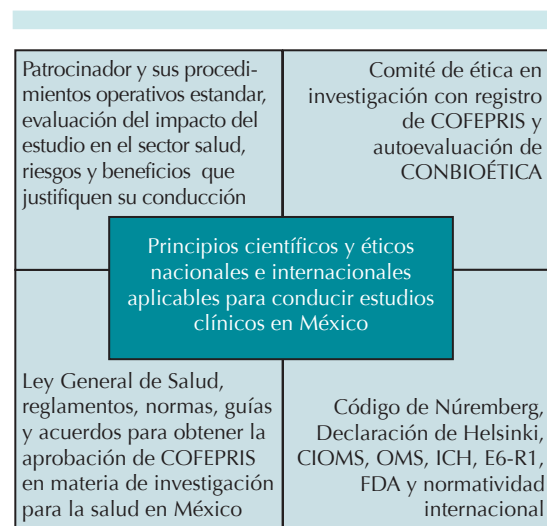 Patrocinador y sus procedi-
mientos operativos estandar,
evaluación del impacto del
estudio en el sector salud,
riesgos y beneficios que
justifiquen su conducción
Comité de ética en
investigación con registro
de COFEPRIS y
autoevaluación de
CONBIOÉTICA
Principios científicos y éticos
nacionales e internacionales
aplicables para conducir estudios
clínicos en México
Ley General de Salud,
reglamentos, normas, guías
y acuerdos para obtener la
aprobación de COFEPRIS
en materia de investigación
para la salud en México
Código de Núremberg,
Declaración de Helsinki,
CIOMS, OMS, ICH, E6-R1,
FDA y normatividad
internacional